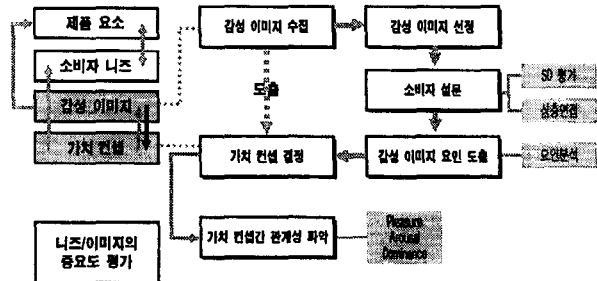 제품 요소
감성 이미지 수집
감성 이미지 선정
소비자 니즈
소비자 설문
SD 평가
감성 이미지
도출
심층면접
가치 컨셉
가치 컨셉 결정
감성 이미지 요인 도출
요인분석
니즈/이미지의
중요도 평가
가치 컨셉간 관계성 파악
Pleasure
Arousal
Dominance